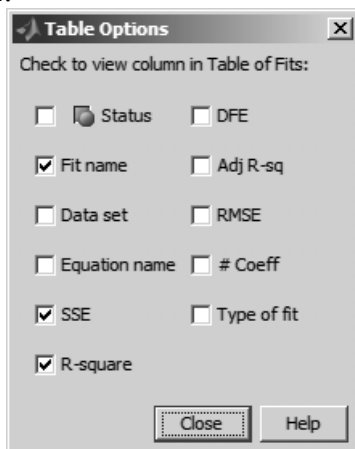 Table Options
Check to view column in Table of Fits:
Status
DFE
Fit name
Adj R-sq
Data set
RMSE
Equation name
# Coeff
SSE
Type of fit
R-square
Close
Help